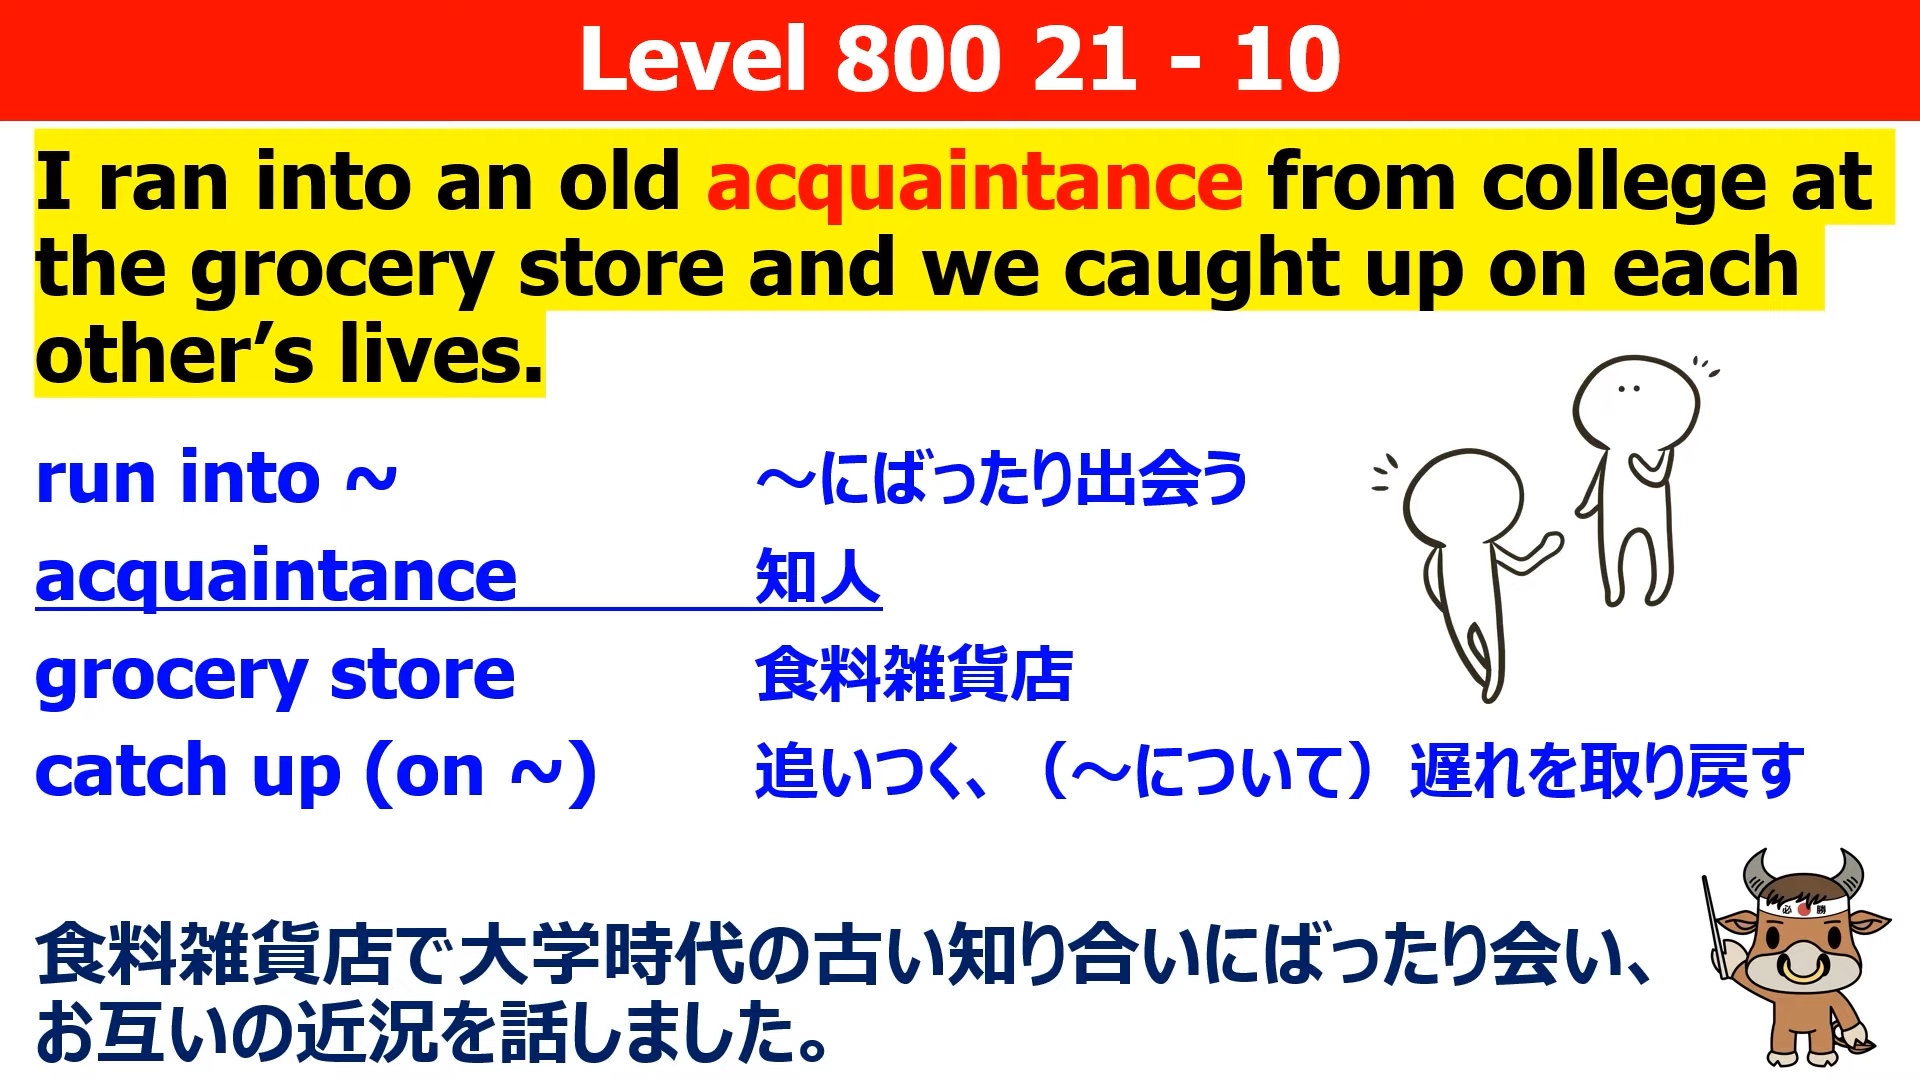 Level 800 21 - 10
I ran into an old acquaintance from college at
the grocery store and we caught up on each
other’s lives.
run into ~ ～にばったり出会う
acquaintance 知人
grocery store 食料雑貨店
catch up (on ~) 追いつく、（～について）遅れを取り戻す
食料雑貨店で大学時代の古い知り合いにばったり会い、
お互いの近況を話しました。
必 勝